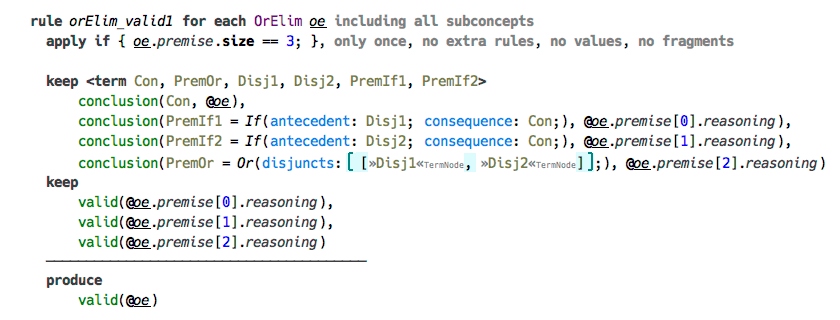 rule orElim_valid1 for each OrElim oe including all subconcepts
apply if { oe.premise.size == 3; }, only once, no extra rules, no values, no fragments
keep <term Con, PremOr, Disj1, Disj2, PremIf1, PremIf2>
conclusion(Con, @oe),
conclusion(PremIf1 = If(antecedent: Disj1; consequence: Con;), @oe.premise[0].reasoning),
conclusion(PremIf2 = If(antecedent: Disj2; consequence: Con;), @oe.premise[1].reasoning),
conclusion(PremOr = Or(disjuncts:[ [»Disj1«TermNode, »Disj2«TermNode] ];), @oe.premise[2].reasoning)
keep
valid(@oe.premise[0].reasoning),
valid(@oe.premise[1].reasoning),
valid(@oe.premise[2].reasoning)
produce
valid(@oe)